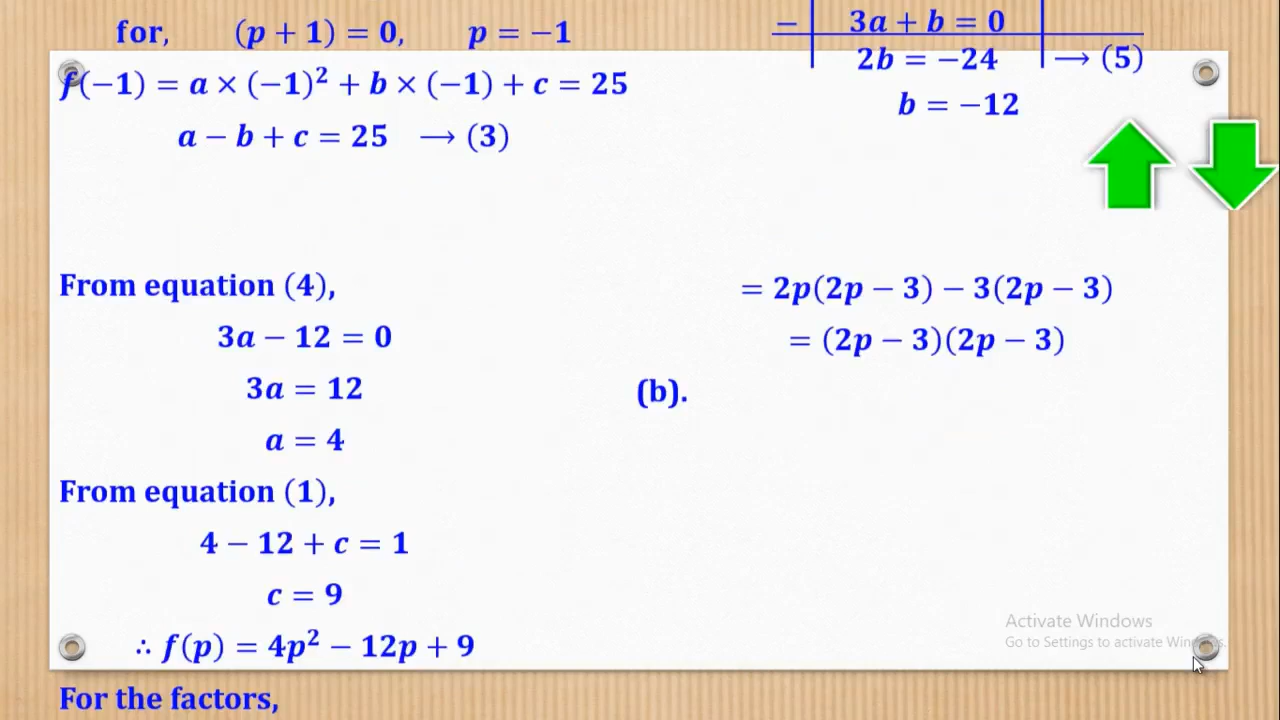 for, (p + 1) = 0, p = −1
f(−1) = a × (−1)² + b × (−1) + c = 25
a − b + c = 25 ⟶ (3)
− 3a + b = 0
2b = −24 ⟶ (5)
b = −12
From equation (4),
3a − 12 = 0
3a = 12
a = 4
From equation (1),
4 − 12 + c = 1
c = 9
∴ f(p) = 4p² − 12p + 9
For the factors,
= 2p(2p − 3) − 3(2p − 3)
= (2p − 3)(2p − 3)
(b).
Activate Windows
Go to Settings to activate Windows.